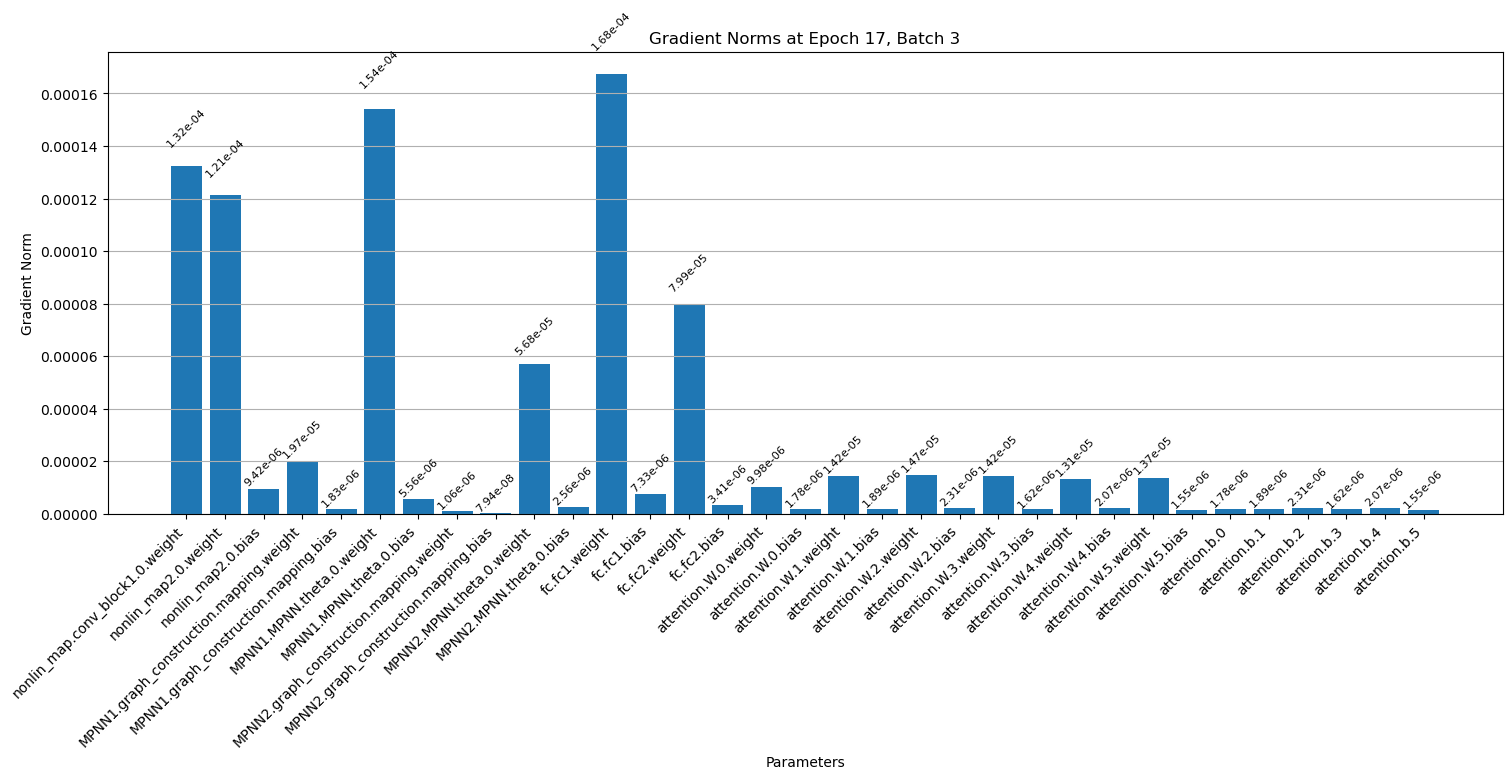 Gradient Norms at Epoch 17, Batch 3
Gradient Norm
0.00016
0.00014
0.00012
0.00010
0.00008
0.00006
0.00004
0.00002
0.00000
1.32e-04
1.21e-04
9.42e-06
1.97e-05
1.83e-06
1.54e-04
5.56e-06
1.06e-06
7.94e-08
5.68e-05
2.56e-06
1.68e-04
7.33e-06
7.99e-05
3.41e-06
9.98e-06
1.78e-06
1.42e-05
1.89e-06
1.47e-05
2.31e-06
1.42e-05
1.62e-06
1.31e-05
2.07e-06
1.37e-05
1.55e-06
1.78e-06
1.89e-06
2.31e-06
1.62e-06
2.07e-06
1.55e-06
nonlin_map.conv_block1.0.weight
nonlin_map2.0.weight
nonlin_map2.0.bias
MPNN1.graph_construction.mapping.weight
MPNN1.graph_construction.mapping.bias
MPNN1.MPNN.theta.0.weight
MPNN1.MPNN.theta.0.bias
MPNN2.graph_construction.mapping.weight
MPNN2.graph_construction.mapping.bias
MPNN2.MPNN.theta.0.weight
MPNN2.MPNN.theta.0.bias
fc.fc1.weight
fc.fc1.bias
fc.fc2.weight
fc.fc2.bias
attention.W.0.weight
attention.W.0.bias
attention.W.1.weight
attention.W.1.bias
attention.W.2.weight
attention.W.2.bias
attention.W.3.weight
attention.W.3.bias
attention.W.4.weight
attention.W.4.bias
attention.W.5.weight
attention.W.5.bias
attention.b.0
attention.b.1
attention.b.2
attention.b.3
attention.b.4
attention.b.5
Parameters